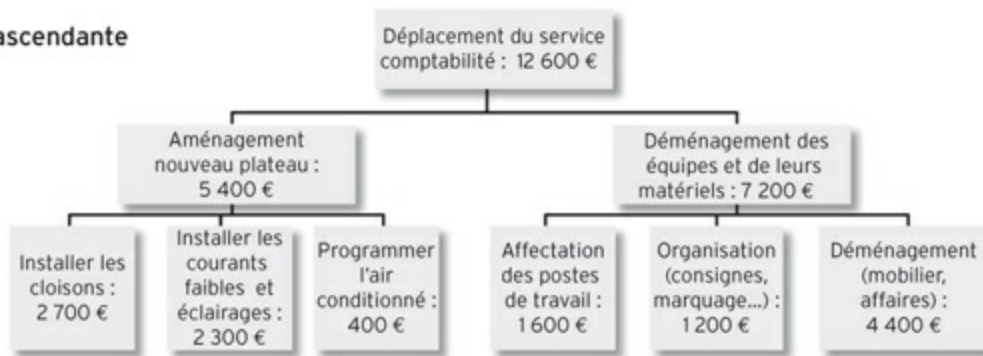 ascendante
Déplacement du service
comptabilité : 12 600 €
Aménagement
nouveau plateau :
5 400 €
Déménagement des
équipes et de leurs
matériels : 7 200 €
Installer les
cloisons :
2 700 €
Installer les
courants
faibles et
éclairages :
2 300 €
Programmer
l'air
conditionné :
400 €
Affectation
des postes
de travail :
1 600 €
Organisation
(consignes,
marquage...) :
1 200 €
Déménagement
(mobilier,
affaires) :
4 400 €